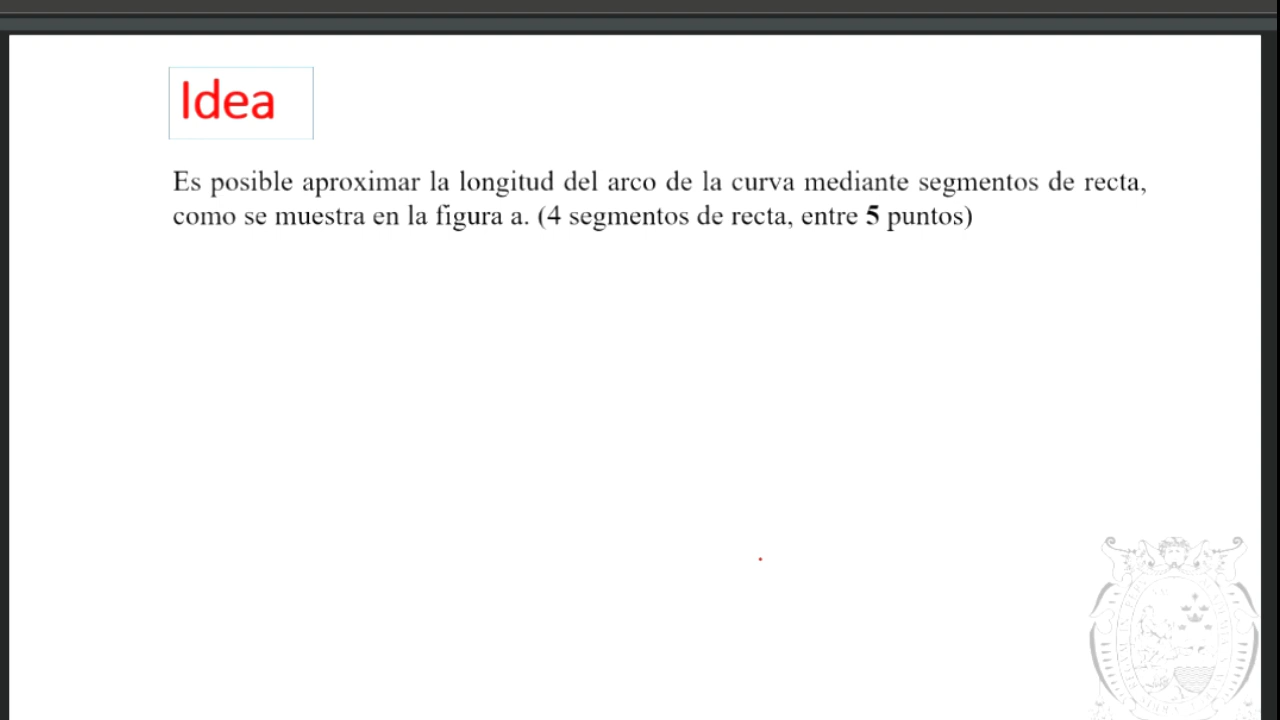 Idea
Es posible aproximar la longitud del arco de la curva mediante segmentos de recta,
como se muestra en la figura a. (4 segmentos de recta, entre 5 puntos)